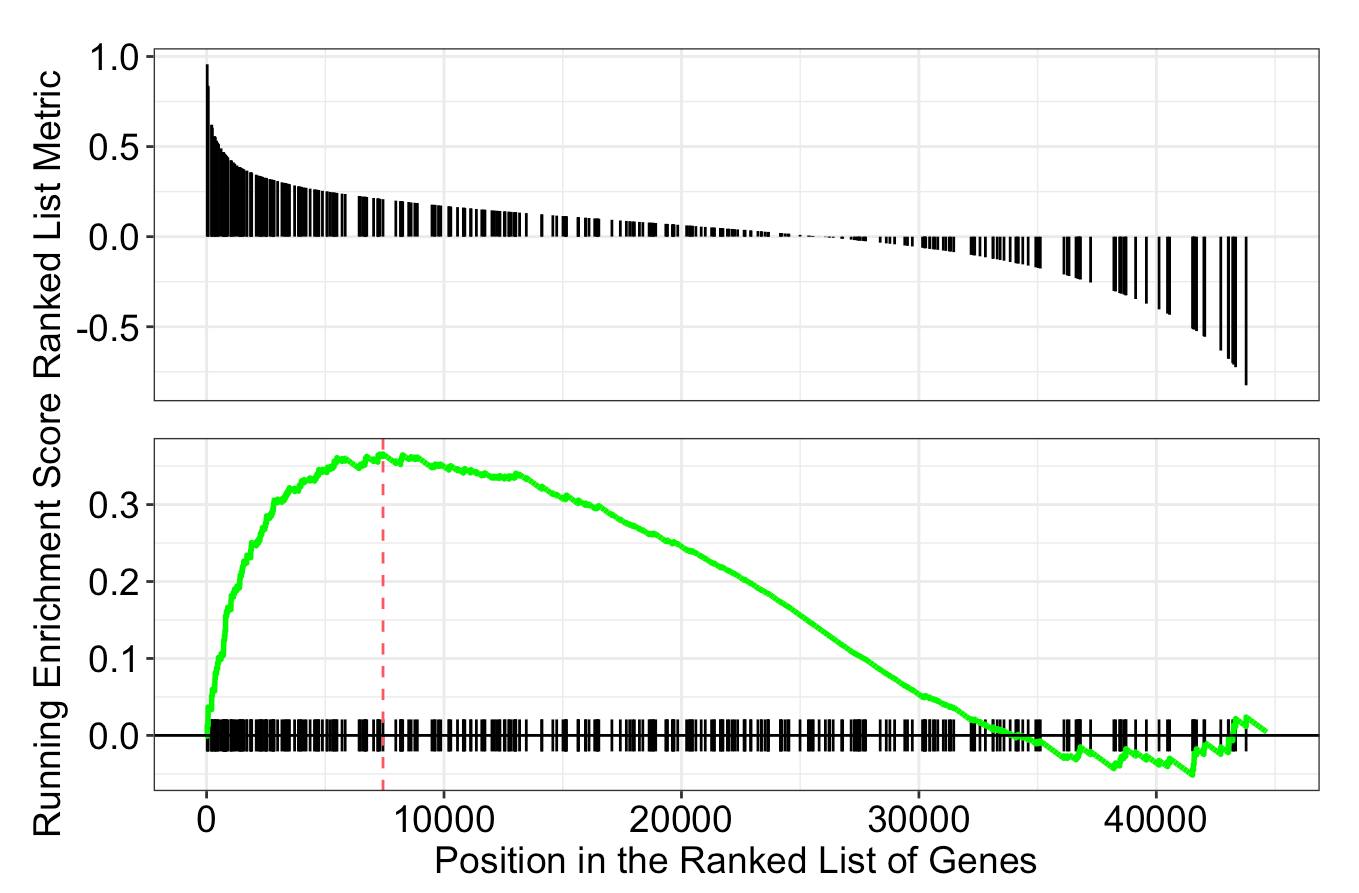 Ranked List Metric
1.0
0.5
0.0
-0.5
Running Enrichment Score
0.3
0.2
0.1
0.0
0 10000 20000 30000 40000
Position in the Ranked List of Genes